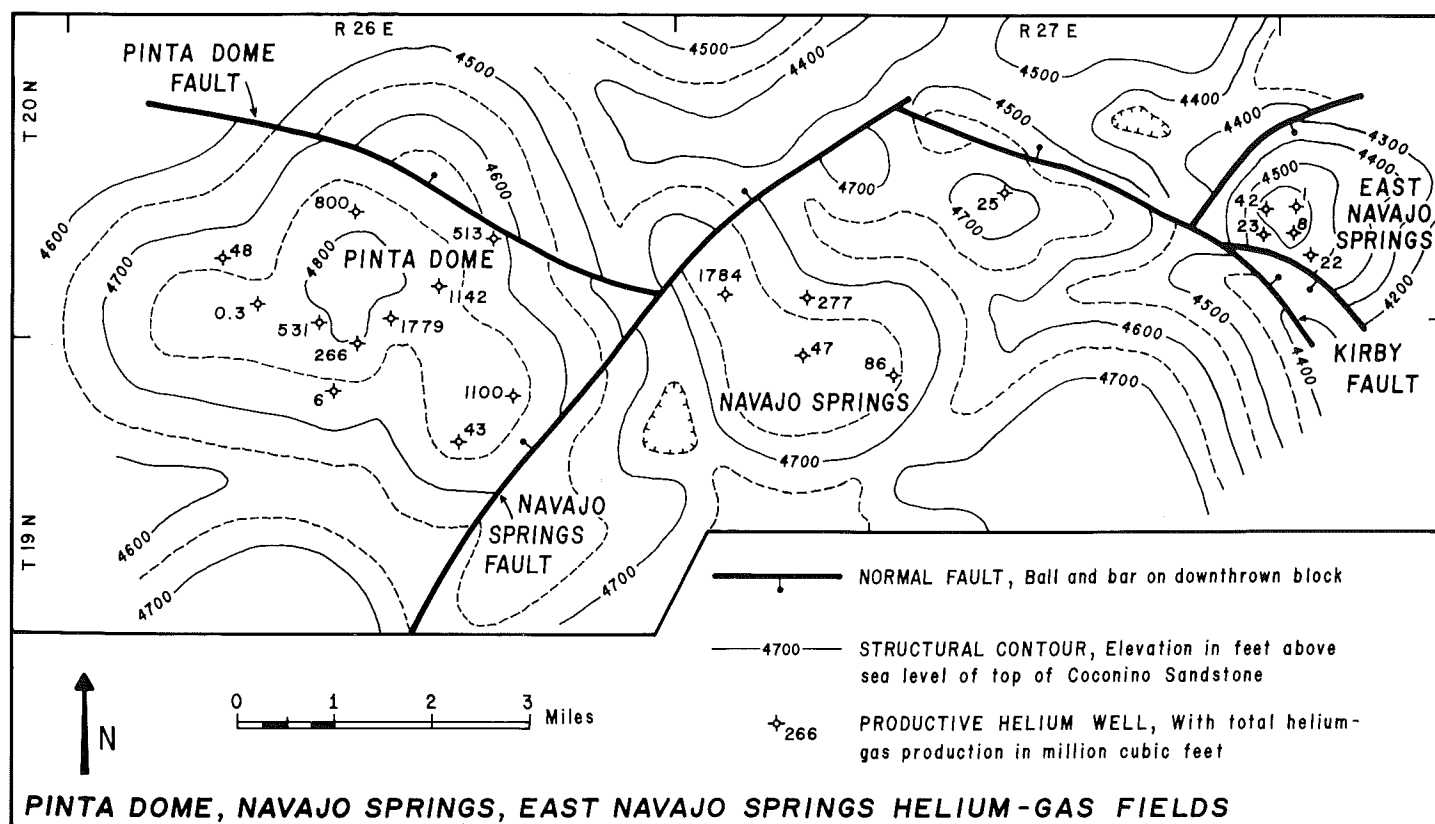 R 26 E
R 27 E
T 20 N
T 19 N
PINTA DOME
FAULT
4500
4400
4500
4400
4500
4400
4300
4400
4500
4600
4600
4700
4800
4700
4700
EAST
NAVAJO
SPRINGS
800
48
0.3
531
266
6
513
1142
1779
1100
43
PINTA DOME
25
42
23
8
22
1784
277
47
86
NAVAJO SPRINGS
4200
4500
4600
4700
4400
4700
KIRBY
FAULT
NAVAJO
SPRINGS
FAULT
4600
4700
4700
NORMAL FAULT, Ball and bar on downthrown block
4700
STRUCTURAL CONTOUR, Elevation in feet above
sea level of top of Coconino Sandstone
266
PRODUCTIVE HELIUM WELL, With total helium-
gas production in million cubic feet
N
0 1 2 3
Miles
PINTA DOME, NAVAJO SPRINGS, EAST NAVAJO SPRINGS HELIUM-GAS FIELDS